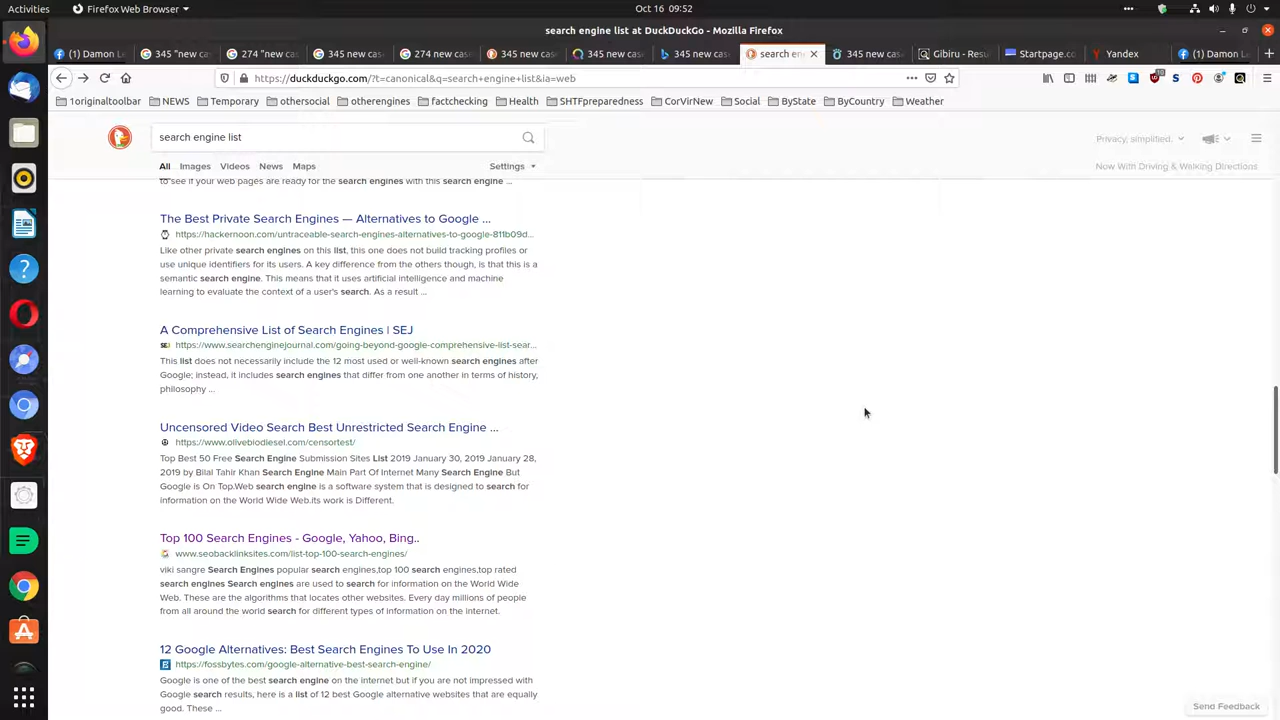 Activities
Firefox Web Browser
Oct 16 09:52
search engine list at DuckDuckGo - Mozilla Firefox
(1) Damon L
345 "new ca
274 "new c
345 new cas
274 new cas
345 new cas
345 new cas
345 new cas
search en
345 new cas
Gibiru - Resu
Startpage.co
Yandex
(1) Damon L
https://duckduckgo.com/?t=canonical&q=search+engine+list&ia=web
1originaltoolbar
NEWS
Temporary
othersocial
otherengines
factchecking
Health
SHTFpreparedness
CorVirNew
Social
ByState
ByCountry
Weather
search engine list
Privacy, simplified.
All
Images
Videos
News
Maps
Settings
Now With Driving & Walking Directions
to see if your web pages are ready for the search engines with this search engine ...
The Best Private Search Engines — Alternatives to Google ...
https://hackernoon.com/untraceable-search-engines-alternatives-to-google-811b09d...
Like other private search engines on this list, this one does not build tracking profiles or
use unique identifiers for its users. A key difference from the others though, is that this is a
semantic search engine. This means that it uses artificial intelligence and machine
learning to evaluate the context of a user's search. As a result ...
A Comprehensive List of Search Engines | SEJ
https://www.searchenginejournal.com/going-beyond-google-comprehensive-list-sear...
This list does not necessarily include the 12 most used or well-known search engines after
Google; instead, it includes search engines that differ from one another in terms of history,
philosophy ...
Uncensored Video Search Best Unrestricted Search Engine ...
https://www.olivebiodiesel.com/censortest/
Top Best 50 Free Search Engine Submission Sites List 2019 January 30, 2019 January 28,
2019 by Bilal Tahir Khan Search Engine Main Part Of Internet Many Search Engine But
Google is On Top.Web search engine is a software system that is designed to search for
information on the World Wide Web.its work is Different.
Top 100 Search Engines - Google, Yahoo, Bing..
www.seobacklinksites.com/list-top-100-search-engines/
viki sangre Search Engines popular search engines,top 100 search engines,top rated
search engines Search engines are used to search for information on the World Wide
Web. These are the algorithms that locates other websites. Every day millions of people
from all around the world search for different types of information on the internet.
12 Google Alternatives: Best Search Engines To Use In 2020
https://fossbytes.com/google-alternative-best-search-engine/
Google is one of the best search engine on the internet but if you are not impressed with
Google search results, here is a list of 12 best Google alternative websites that are equally
good. These ...
Send Feedback